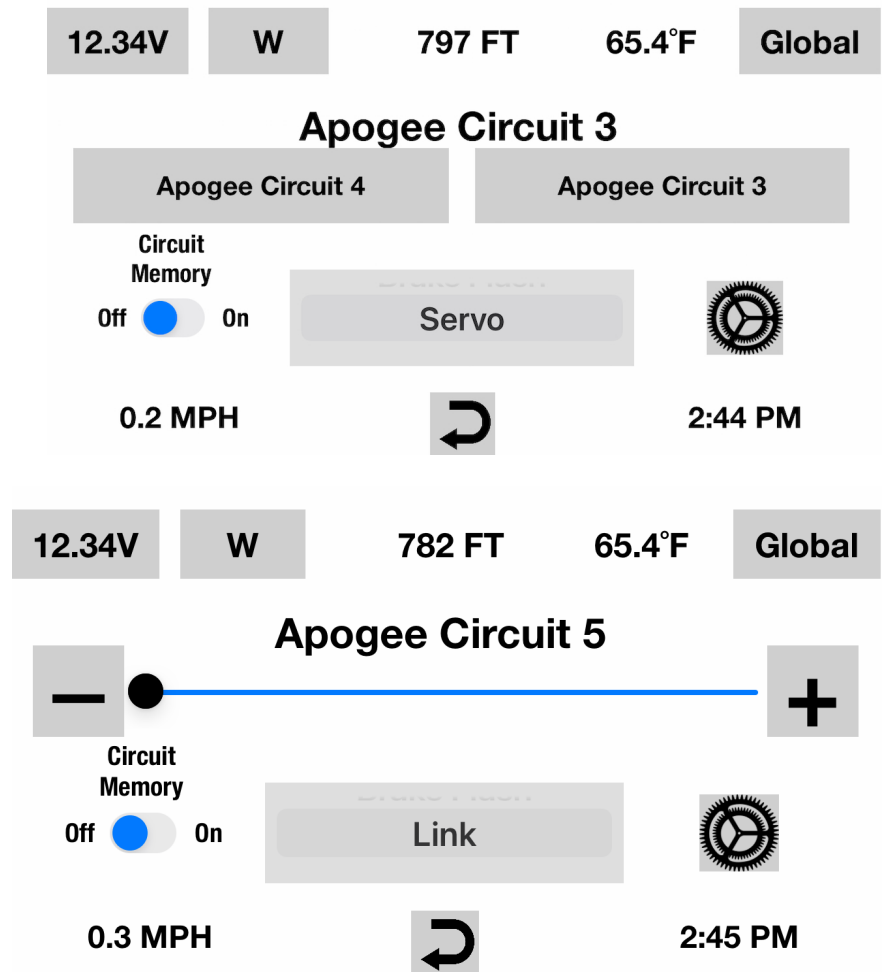 12.34V W 797 FT 65.4°F Global
Apogee Circuit 3
Apogee Circuit 4 Apogee Circuit 3
Circuit
Memory
Off On
Servo
0.2 MPH 2:44 PM
12.34V W 782 FT 65.4°F Global
Apogee Circuit 5
− +
Circuit
Memory
Off On
Link
0.3 MPH 2:45 PM